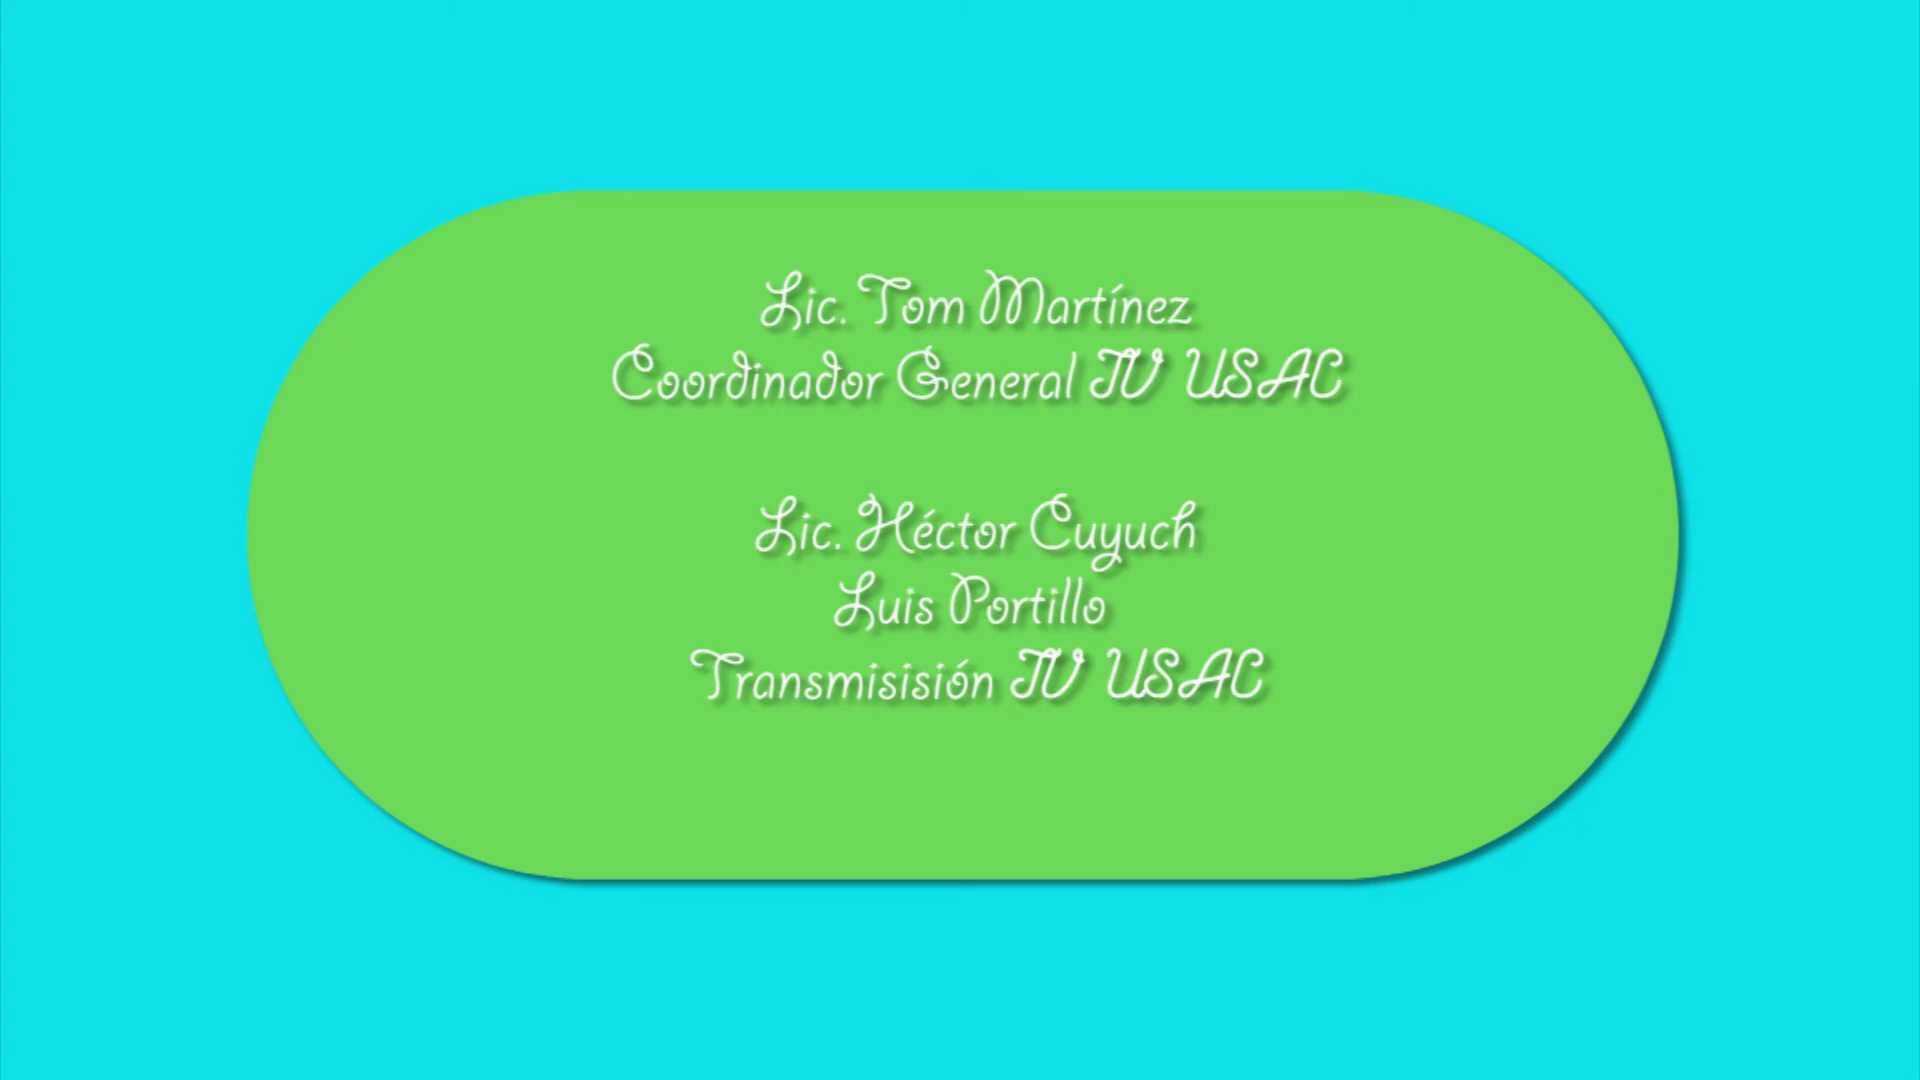 Lic. Tom Martínez
Coordinador General TV USAC
Lic. Héctor Cuyuch
Luis Portillo
Transmisisión TV USAC